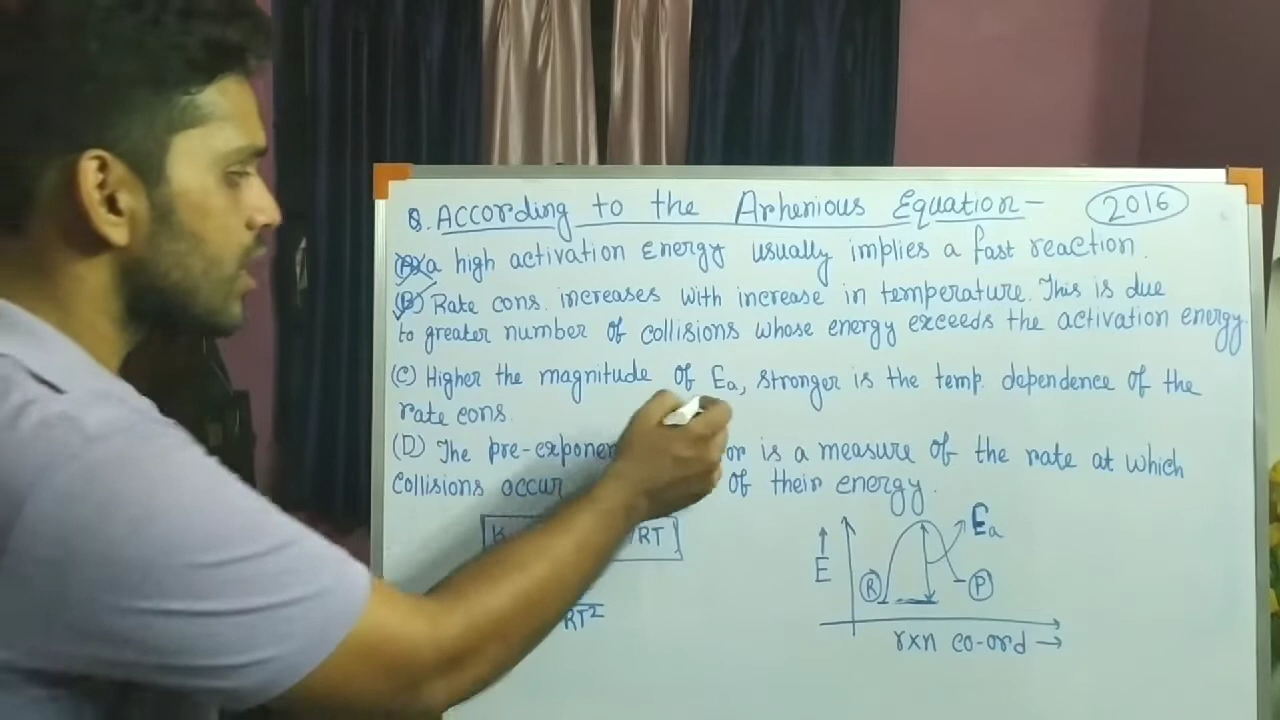 Q. According to the Arhenious Equation-
2016
(A) a high activation energy usually implies a fast reaction.
(B) Rate cons. increases with increase in temperature. This is due
to greater number of collisions whose energy exceeds the activation energy.
(C) Higher the magnitude of Ea, stronger is the temp. dependence of the
rate cons.
(D) The pre-exponen or is a measure of the rate at which
collisions occur of their energy.
K /RT
RT²
E
R
P
Ea
rxn co-ord →